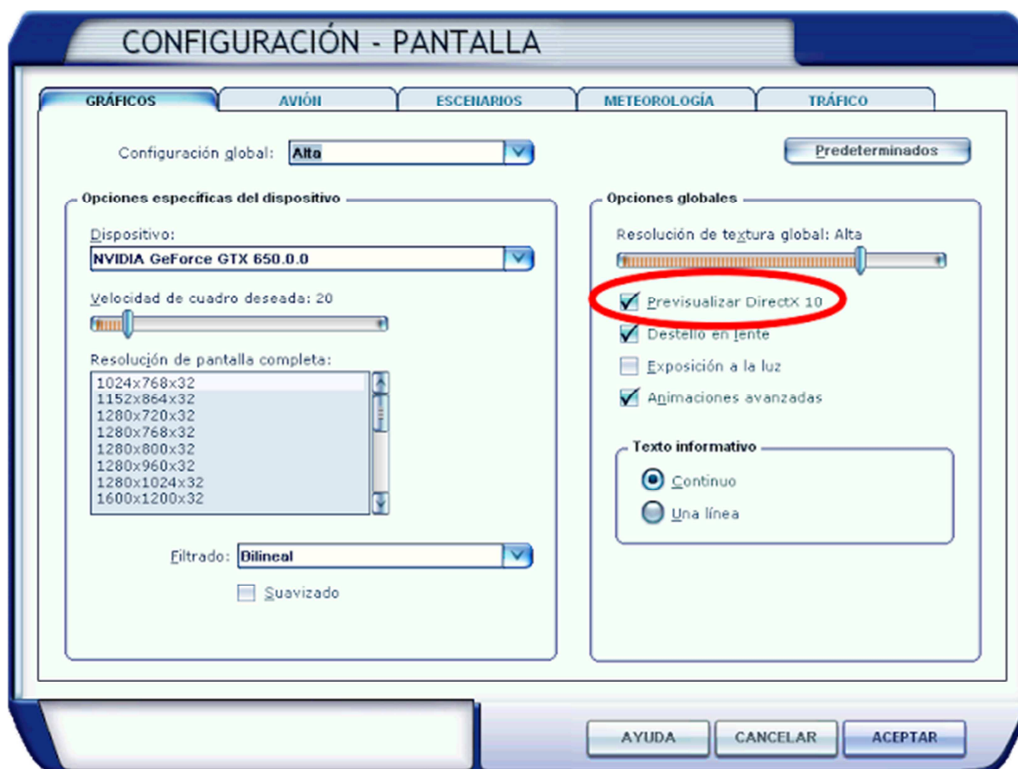 CONFIGURACIÓN - PANTALLA
GRÁFICOS
AVIÓN
ESCENARIOS
METEOROLOGÍA
TRÁFICO
Configuración global: Alta
Predeterminados
Opciones específicas del dispositivo
Dispositivo:
NVIDIA GeForce GTX 650.0.0
Velocidad de cuadro deseada: 20
Resolución de pantalla completa:
1024x768x32
1152x864x32
1280x720x32
1280x768x32
1280x800x32
1280x960x32
1280x1024x32
1600x1200x32
Filtrado: Bilineal
Suavizado
Opciones globales
Resolución de textura global: Alta
Previsualizar DirectX 10
Destello en lente
Exposición a la luz
Animaciones avanzadas
Texto informativo
Continuo
Una línea
AYUDA
CANCELAR
ACEPTAR